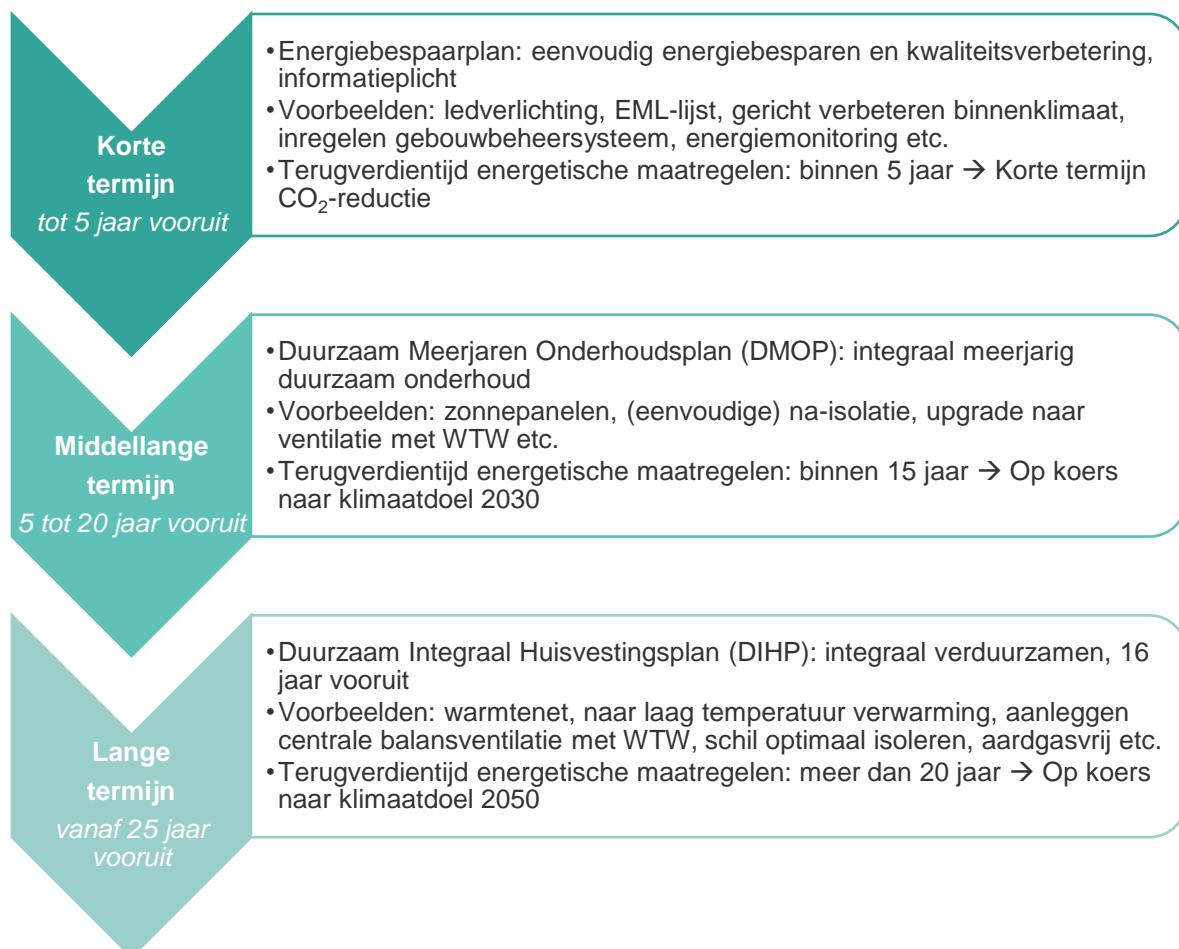 Korte
termijn
tot 5 jaar vooruit
•Energiebespaarplan: eenvoudig energiebesparen en kwaliteitsverbetering,
informatieplicht
•Voorbeelden: ledverlichting, EML-lijst, gericht verbeteren binnenklimaat,
inregelen gebouwbeheersysteem, energiemonitoring etc.
•Terugverdientijd energetische maatregelen: binnen 5 jaar → Korte termijn
CO₂-reductie
Middellange
termijn
5 tot 20 jaar vooruit
•Duurzaam Meerjaren Onderhoudsplan (DMOP): integraal meerjarig
duurzaam onderhoud
•Voorbeelden: zonnepanelen, (eenvoudige) na-isolatie, upgrade naar
ventilatie met WTW etc.
•Terugverdientijd energetische maatregelen: binnen 15 jaar → Op koers
naar klimaatdoel 2030
Lange
termijn
vanaf 25 jaar
vooruit
•Duurzaam Integraal Huisvestingsplan (DIHP): integraal verduurzamen, 16
jaar vooruit
•Voorbeelden: warmtenet, naar laag temperatuur verwarming, aanleggen
centrale balansventilatie met WTW, schil optimaal isoleren, aardgasvrij etc.
•Terugverdientijd energetische maatregelen: meer dan 20 jaar → Op koers
naar klimaatdoel 2050